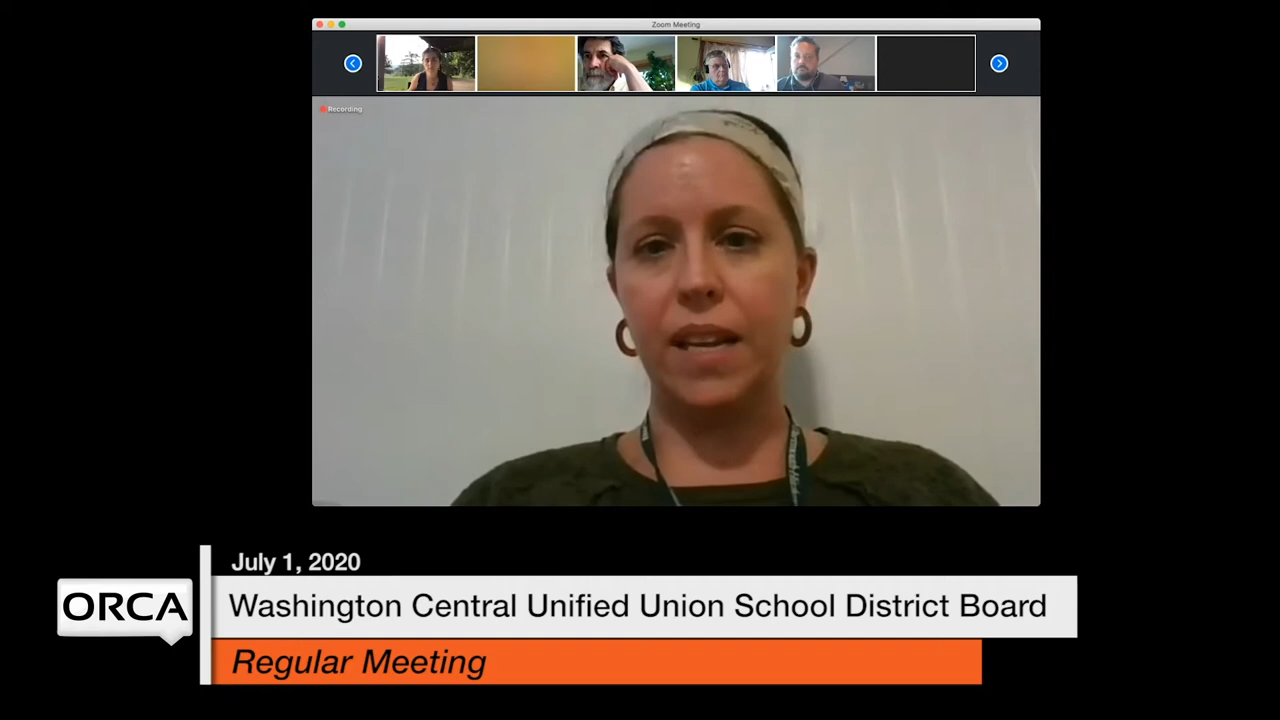 Zoom Meeting
Recording
July 1, 2020
ORCA
Washington Central Unified Union School District Board
Regular Meeting